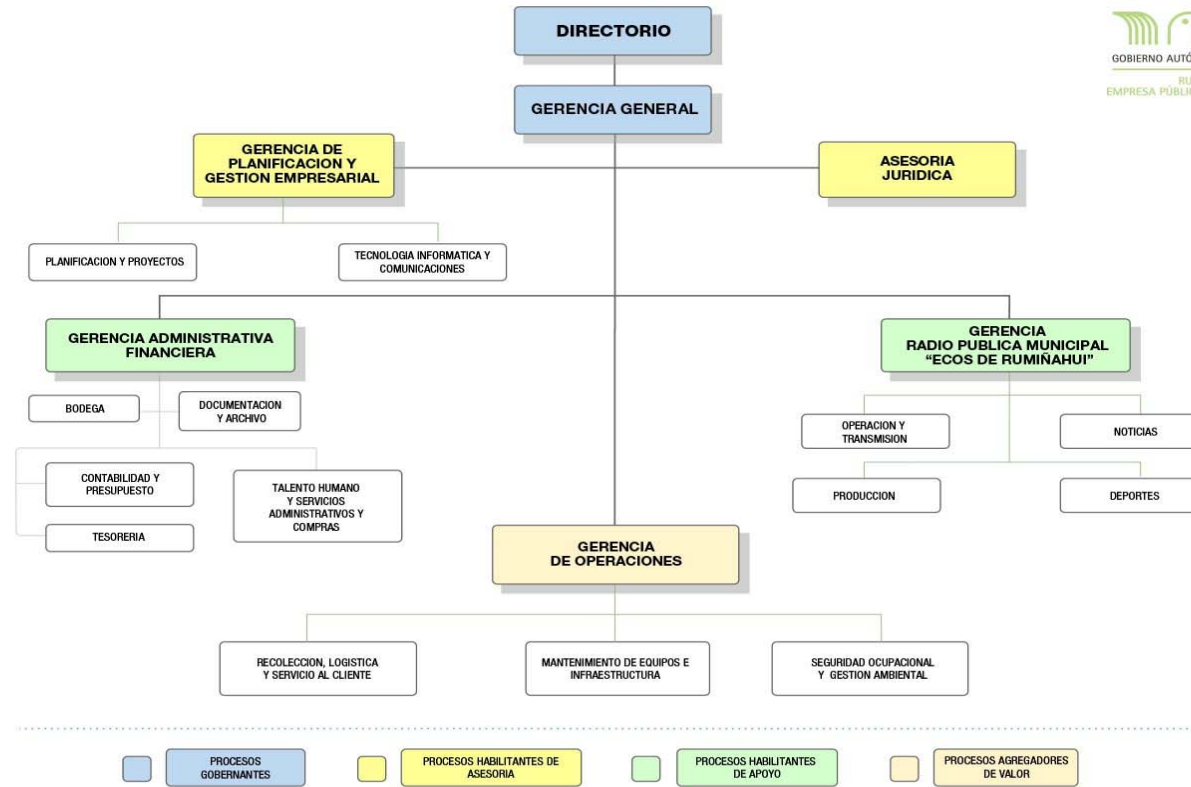 DIRECTORIO
GOBIERNO AUTÓ
RU
EMPRESA PÚBLIC
GERENCIA GENERAL
GERENCIA DE
PLANIFICACION Y
GESTION EMPRESARIAL
ASESORIA
JURIDICA
PLANIFICACION Y PROYECTOS
TECNOLOGIA INFORMATICA Y
COMUNICACIONES
GERENCIA ADMINISTRATIVA
FINANCIERA
GERENCIA
RADIO PUBLICA MUNICIPAL
“ECOS DE RUMIÑAHUI”
BODEGA
DOCUMENTACION
Y ARCHIVO
OPERACION Y
TRANSMISION
NOTICIAS
CONTABILIDAD Y
PRESUPUESTO
TALENTO HUMANO
Y SERVICIOS
ADMINISTRATIVOS Y
COMPRAS
PRODUCCION
DEPORTES
TESORERIA
GERENCIA
DE OPERACIONES
RECOLECCION, LOGISTICA
Y SERVICIO AL CLIENTE
MANTENIMIENTO DE EQUIPOS E
INFRAESTRUCTURA
SEGURIDAD OCUPACIONAL
Y GESTION AMBIENTAL
PROCESOS
GOBERNANTES
PROCESOS HABILITANTES DE
ASESORIA
PROCESOS HABILITANTES
DE APOYO
PROCESOS AGREGADORES
DE VALOR